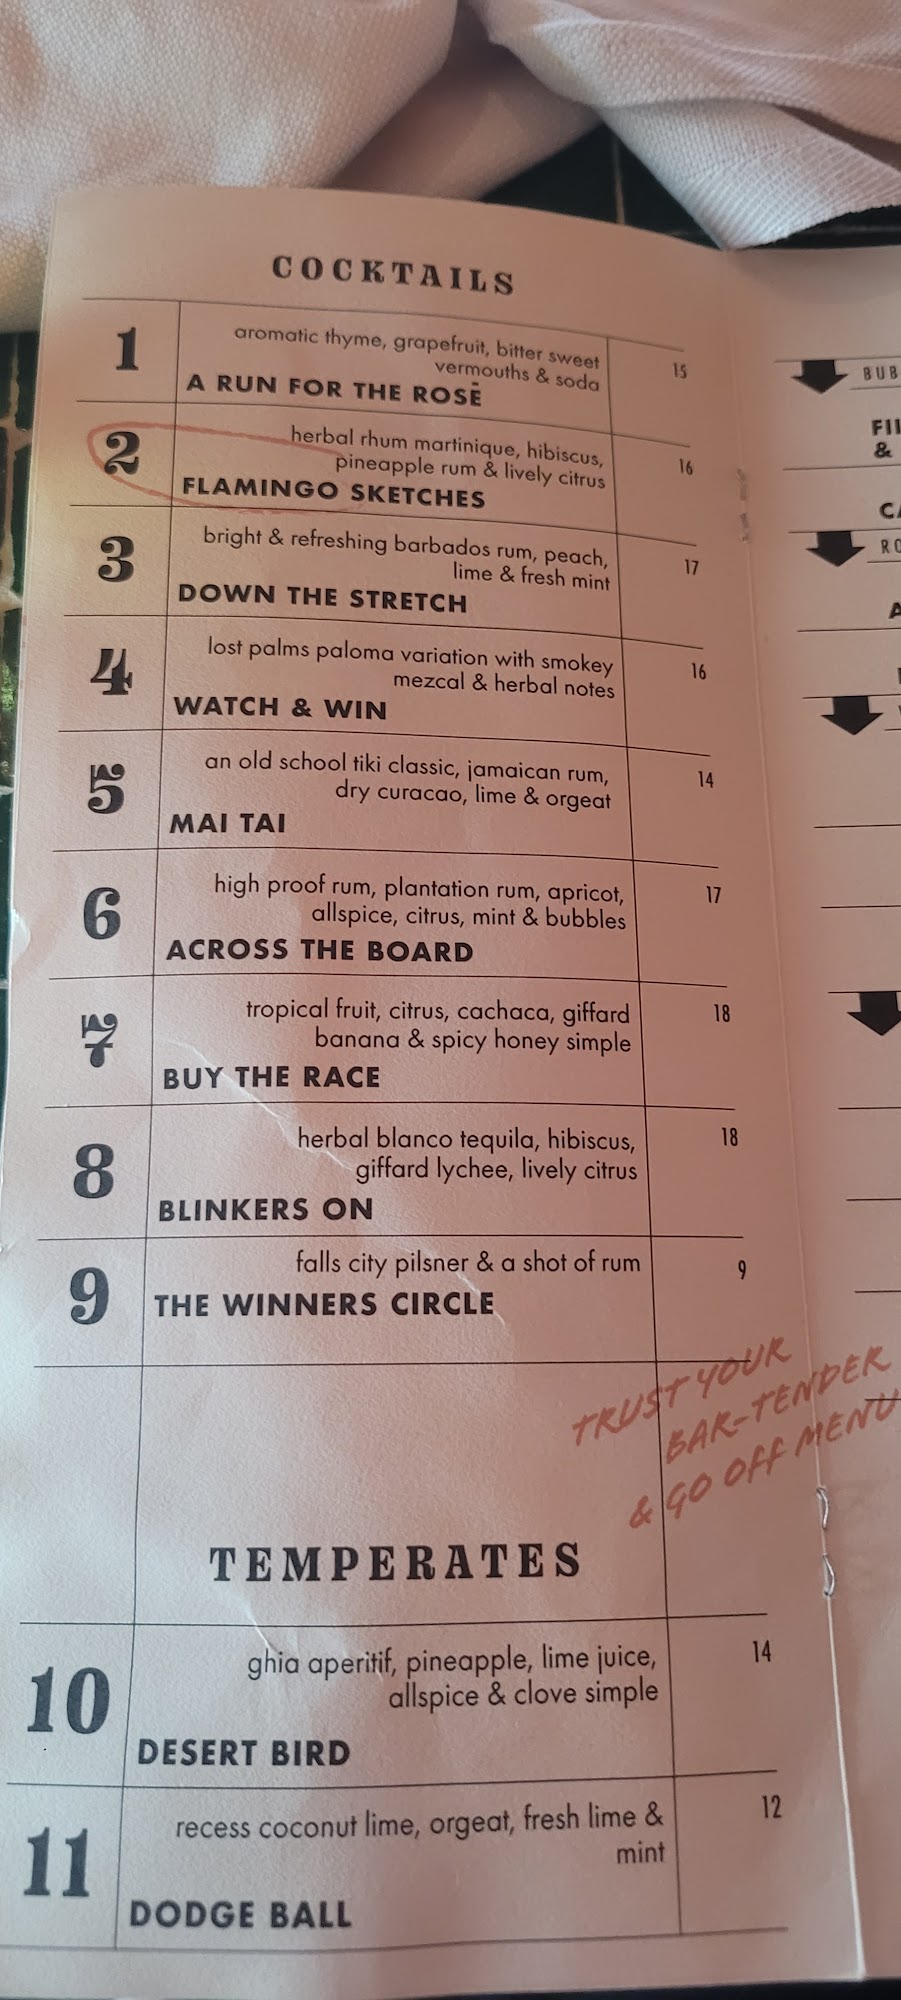 COCKTAILS
1
aromatic thyme, grapefruit, bitter sweet
vermouths & soda
15
A RUN FOR THE ROSĒ
2
herbal rhum martinique, hibiscus,
pineapple rum & lively citrus
16
FLAMINGO SKETCHES
3
bright & refreshing barbados rum, peach,
lime & fresh mint
17
DOWN THE STRETCH
4
lost palms paloma variation with smokey
mezcal & herbal notes
16
WATCH & WIN
5
an old school tiki classic, jamaican rum,
dry curacao, lime & orgeat
14
MAI TAI
6
high proof rum, plantation rum, apricot,
allspice, citrus, mint & bubbles
17
ACROSS THE BOARD
7
tropical fruit, citrus, cachaca, giffard
banana & spicy honey simple
18
BUY THE RACE
8
herbal blanco tequila, hibiscus,
giffard lychee, lively citrus
18
BLINKERS ON
9
falls city pilsner & a shot of rum
9
THE WINNERS CIRCLE
TRUST YOUR
BAR-TENDER
& GO OFF MENU
TEMPERATES
10
ghia aperitif, pineapple, lime juice,
allspice & clove simple
14
DESERT BIRD
11
recess coconut lime, orgeat, fresh lime &
mint
12
DODGE BALL
BUB
&